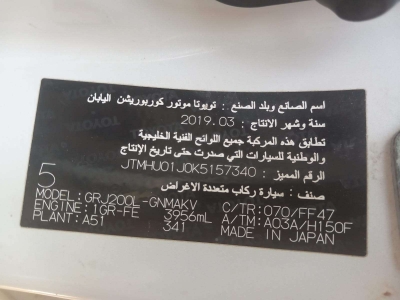 اسم الصانع وبلد الصنع : تويوتا موتور كوربوريشن اليابان
سنة وشهر الانتاج : 2019.03
تطابق هذه المركبة جميع اللوائح الفنية الخليجية
والوطنية للسيارات التي صدرت حتى تاريخ الإنتاج
الرقم المميز : JTMHU01J0K5157340
صنف : سيارة ركاب متعددة الاغراض
5
MODEL: GRJ200L-GNMAKV C/TR: 070/FF47
ENGINE: 1GR-FE 3956mL A/TM: A03A/H150F
PLANT: A51 341 MADE IN JAPAN